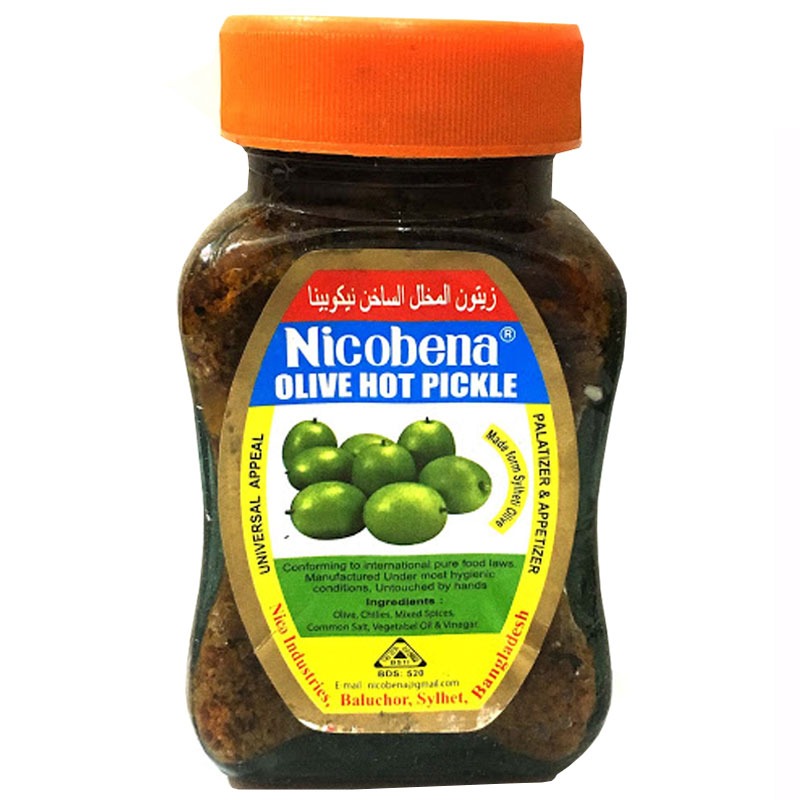 زيتون المخلل الساخن نيكوبينا
Nicobena®
OLIVE HOT PICKLE
UNIVERSAL APPEAL
Made form Sylheti Olive
PALATIZER & APPETIZER
Conforming to international pure food laws.
Manufactured Under most hygienic
conditions, Untouched by hands
Ingredients :
Olive, Chilies, Mixed Spices,
Common Salt, Vegetabel Oil & Vinegar.
BSTI
BDS: 520
E-mail: nicobena@gmail.com
Nico Industries, Baluchor, Sylhet, Bangladesh